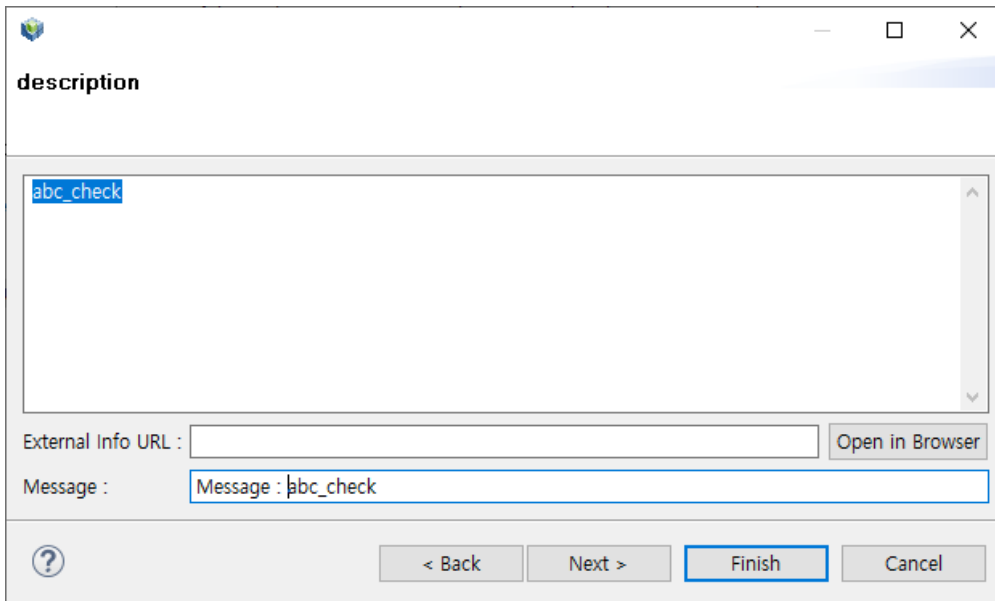 description
abc_check
External Info URL :
Open in Browser
Message :
Message : abc_check
?
< Back
Next >
Finish
Cancel